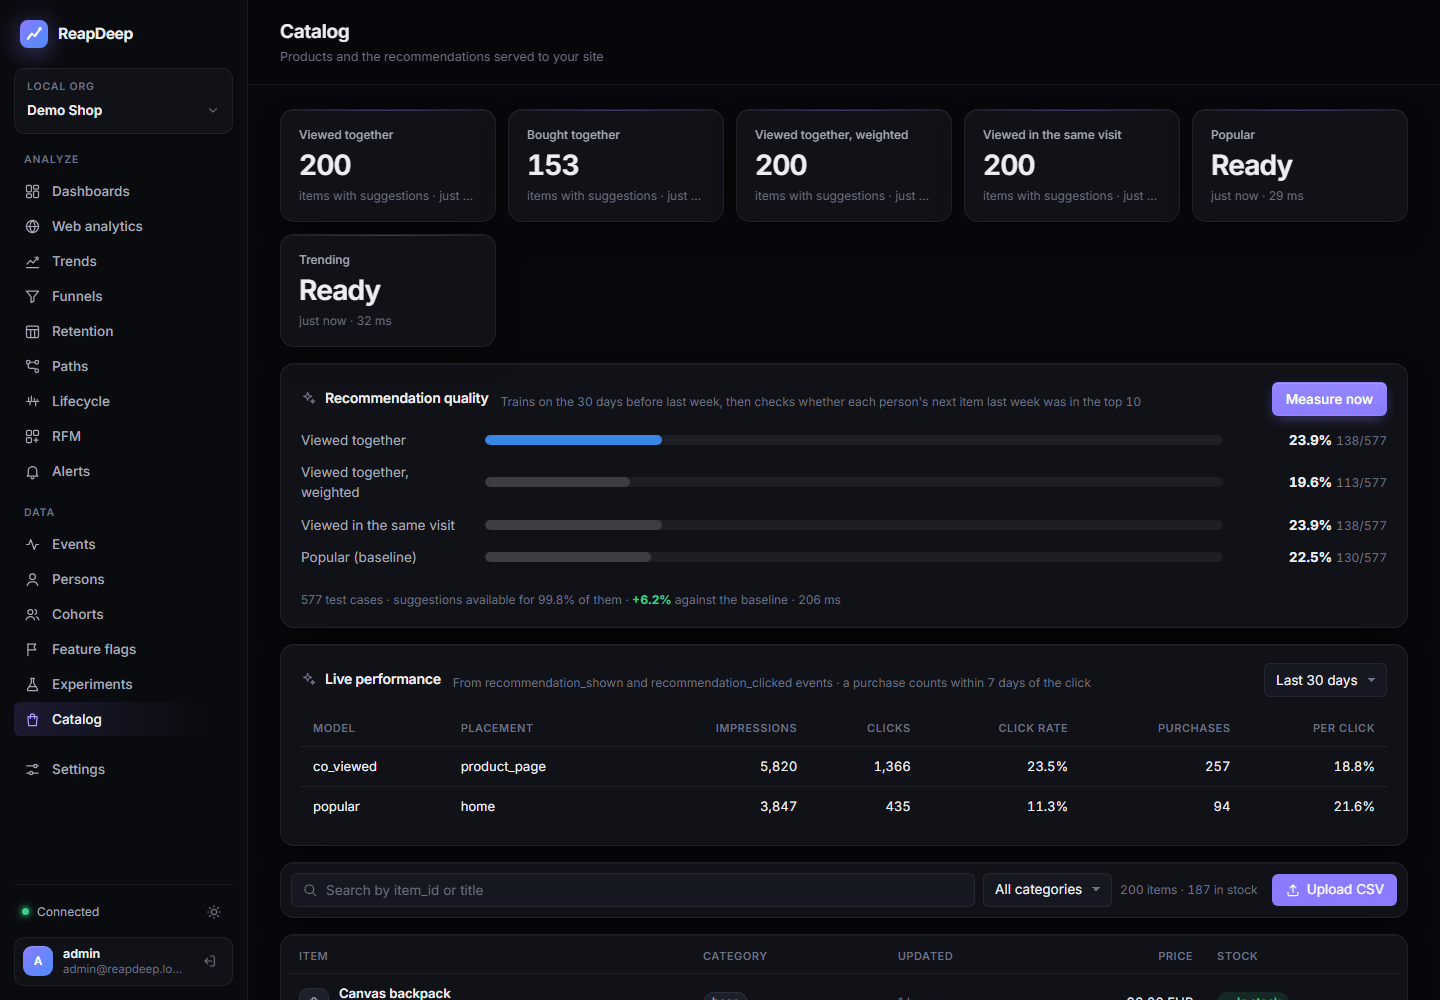 ReapDeep
LOCAL ORG
Demo Shop
ANALYZE
Dashboards
Web analytics
Trends
Funnels
Retention
Paths
Lifecycle
RFM
Alerts
DATA
Events
Persons
Cohorts
Feature flags
Experiments
Catalog
Settings
Connected
A
admin
admin@reapdeep.lo...
Catalog
Products and the recommendations served to your site
Viewed together
200
items with suggestions · just ...
Bought together
153
items with suggestions · just ...
Viewed together, weighted
200
items with suggestions · just ...
Viewed in the same visit
200
items with suggestions · just ...
Popular
Ready
just now · 29 ms
Trending
Ready
just now · 32 ms
Recommendation quality Trains on the 30 days before last week, then checks whether each person's next item last week was in the top 10
Measure now
Viewed together 23.9% 138/577
Viewed together,
weighted 19.6% 113/577
Viewed in the same visit 23.9% 138/577
Popular (baseline) 22.5% 130/577
577 test cases · suggestions available for 99.8% of them · +6.2% against the baseline · 206 ms
Live performance From recommendation_shown and recommendation_clicked events · a purchase counts within 7 days of the click
Last 30 days
MODEL PLACEMENT IMPRESSIONS CLICKS CLICK RATE PURCHASES PER CLICK
co_viewed product_page 5,820 1,366 23.5% 257 18.8%
popular home 3,847 435 11.3% 94 21.6%
Search by item_id or title
All categories
200 items · 187 in stock
Upload CSV
ITEM CATEGORY UPDATED PRICE STOCK
Canvas backpack